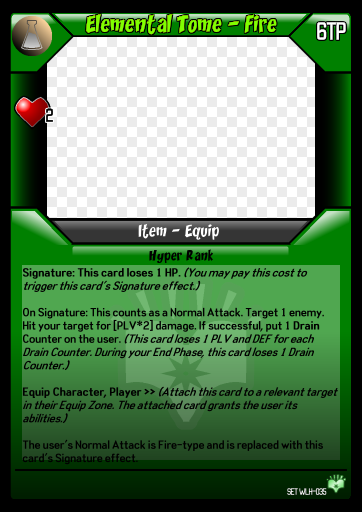 Elemental Tome - Fire
6TP
2
Item - Equip
Hyper Rank
Signature: This card loses 1 HP. (You may pay this cost to
trigger this card's Signature effect.)
On Signature: This counts as a Normal Attack. Target 1 enemy.
Hit your target for [PLV*2] damage. If successful, put 1 Drain
Counter on the user. (This card loses 1 PLV and DEF for each
Drain Counter. During your End Phase, this card loses 1 Drain
Counter.)
Equip Character, Player >> (Attach this card to a relevant target
in their Equip Zone. The attached card grants the user its
abilities.)
The user's Normal Attack is Fire-type and is replaced with this
card's Signature effect.
SET WLH-035